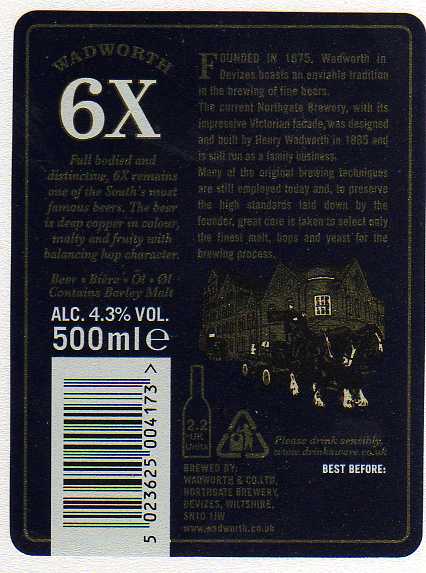 WADWORTH
6X
Full bodied and
distinctive, 6X remains
one of the South's most
famous beers. The beer
is deep copper in colour,
malty and fruity with
balancing hop character.
Beer • Bière • Öl • Øl
Contains Barley Malt
ALC. 4.3% VOL.
500ml e
5 023625 004173 >
FOUNDED IN 1875, Wadworth in
Devizes boasts an enviable tradition
in the brewing of fine beers.
The current Northgate Brewery, with its
impressive Victorian facade, was designed
and built by Henry Wadworth in 1885 and
is still run as a family business.
Many of the original brewing techniques
are still employed today and, to preserve
the high standards laid down by the
founder, great care is taken to select only
the finest malt, hops and yeast for the
brewing process.
2.2
UK
Units
Please drink sensibly.
www.drinkaware.co.uk
BREWED BY:
WADWORTH & CO.LTD,
NORTHGATE BREWERY,
DEVIZES, WILTSHIRE,
SN10 1JW
www.wadworth.co.uk
BEST BEFORE: